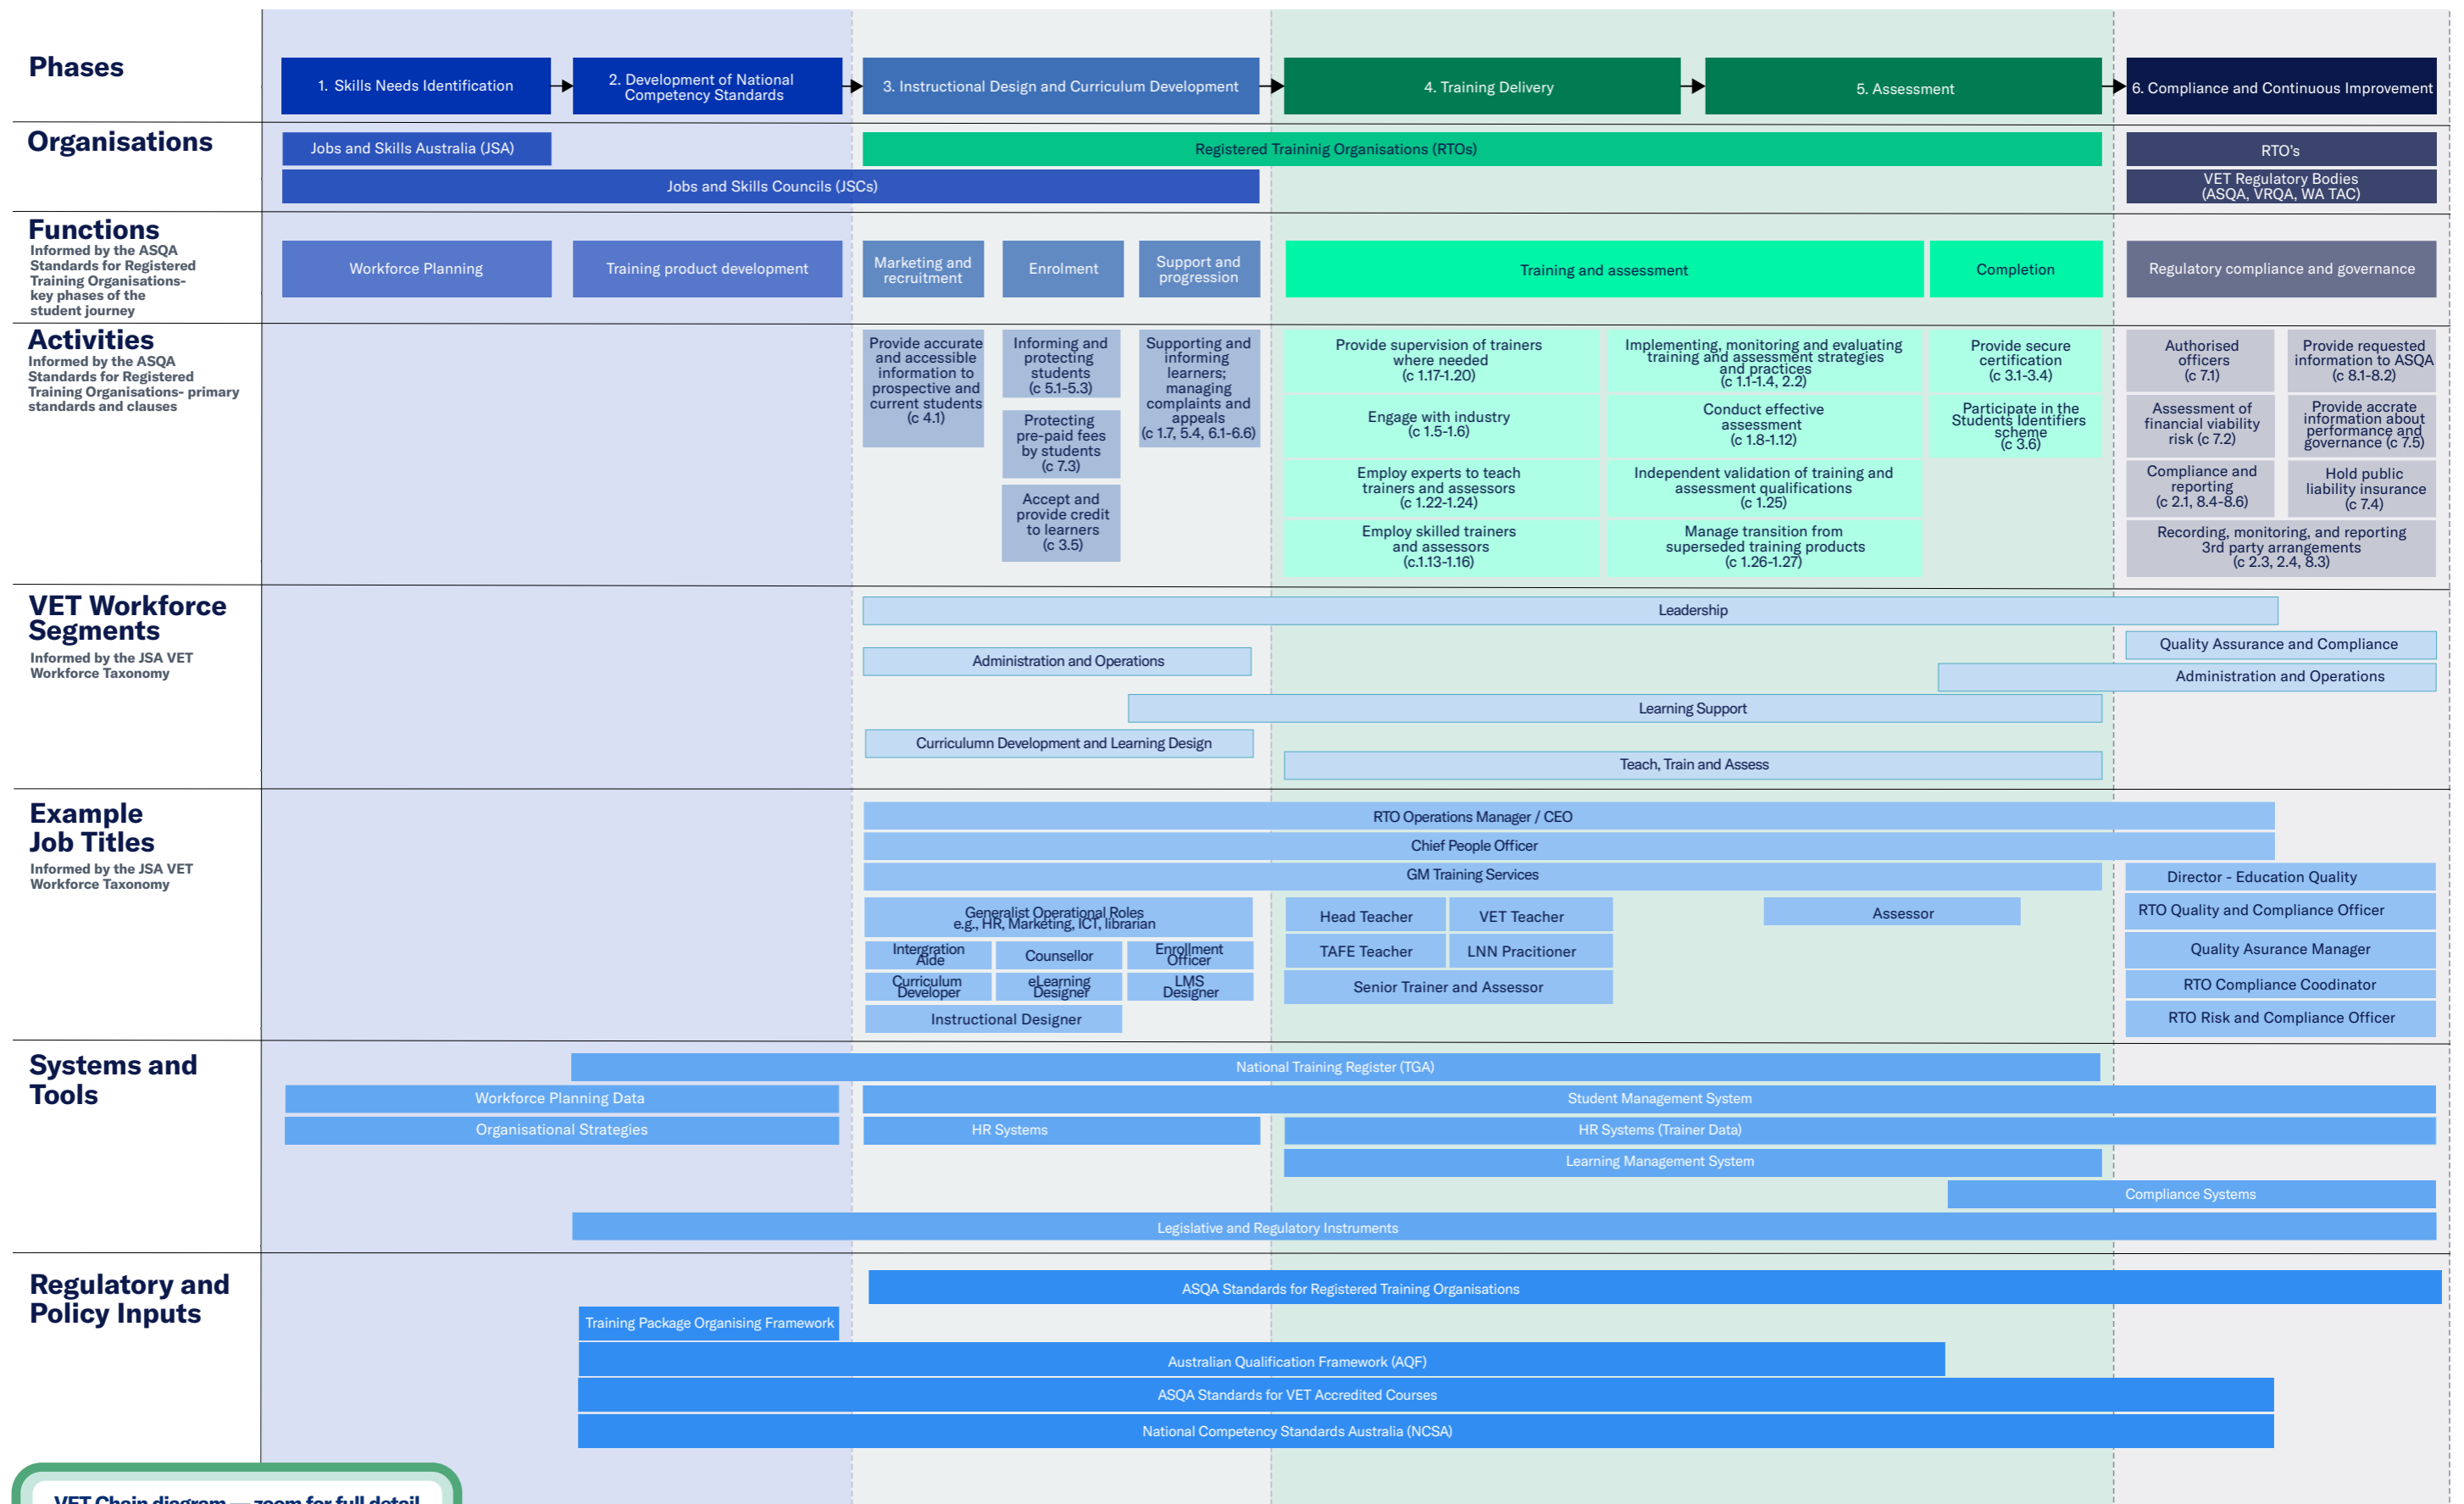 Phases
1. Skills Needs Identification
2. Development of National
Competency Standards
3. Instructional Design and Curriculum Development
4. Training Delivery
5. Assessment
6. Compliance and Continuous Improvement
Organisations
Jobs and Skills Australia (JSA)
Registered Traininig Organisations (RTOs)
RTO's
Jobs and Skills Councils (JSCs)
VET Regulatory Bodies
(ASQA, VRQA, WA TAC)
Functions
Informed by the ASQA
Standards for Registered
Training Organisations-
key phases of the
student journey
Workforce Planning
Training product development
Marketing and
recruitment
Enrolment
Support and
progression
Training and assessment
Completion
Regulatory compliance and governance
Activities
Informed by the ASQA
Standards for Registered
Training Organisations- primary
standards and clauses
Provide accurate
and accessible
information to
prospective and
current students
(c 4.1)
Informing and
protecting
students
(c 5.1-5.3)
Protecting
pre-paid fees
by students
(c 7.3)
Accept and
provide credit
to learners
(c 3.5)
Supporting and
informing
learners;
managing
complaints and
appeals
(c 1.7, 5.4, 6.1-6.6)
Provide supervision of trainers
where needed
(c 1.17-1.20)
Engage with industry
(c 1.5-1.6)
Employ experts to teach
trainers and assessors
(c 1.22-1.24)
Employ skilled trainers
and assessors
(c.1.13-1.16)
Implementing, monitoring and evaluating
training and assessment strategies
and practices
(c 1.1-1.4, 2.2)
Conduct effective
assessment
(c 1.8-1.12)
Independent validation of training and
assessment qualifications
(c 1.25)
Manage transition from
superseded training products
(c 1.26-1.27)
Provide secure
certification
(c 3.1-3.4)
Participate in the
Students Identifiers
scheme
(c 3.6)
Authorised
officers
(c 7.1)
Provide requested
information to ASQA
(c 8.1-8.2)
Assessment of
financial viability
risk (c 7.2)
Provide accrate
information about
performance and
governance (c 7.5)
Compliance and
reporting
(c 2.1, 8.4-8.6)
Hold public
liability insurance
(c 7.4)
Recording, monitoring, and reporting
3rd party arrangements
(c 2.3, 2.4, 8.3)
VET Workforce
Segments
Informed by the JSA VET
Workforce Taxonomy
Leadership
Quality Assurance and Compliance
Administration and Operations
Administration and Operations
Learning Support
Curriculumn Development and Learning Design
Teach, Train and Assess
Example
Job Titles
Informed by the JSA VET
Workforce Taxonomy
RTO Operations Manager / CEO
Chief People Officer
GM Training Services
Generalist Operational Roles
e.g., HR, Marketing, ICT, librarian
Intergration
Aide
Counsellor
Enrollment
Officer
Curriculum
Developer
eLearning
Designer
LMS
Designer
Instructional Designer
Head Teacher
VET Teacher
TAFE Teacher
LNN Pracitioner
Senior Trainer and Assessor
Assessor
Director - Education Quality
RTO Quality and Compliance Officer
Quality Asurance Manager
RTO Compliance Coodinator
RTO Risk and Compliance Officer
Systems and
Tools
National Training Register (TGA)
Workforce Planning Data
Student Management System
Organisational Strategies
HR Systems
HR Systems (Trainer Data)
Learning Management System
Compliance Systems
Legislative and Regulatory Instruments
Regulatory and
Policy Inputs
ASQA Standards for Registered Training Organisations
Training Package Organising Framework
Australian Qualification Framework (AQF)
ASQA Standards for VET Accredited Courses
National Competency Standards Australia (NCSA)
VET Chain diagram — zoom for full detail